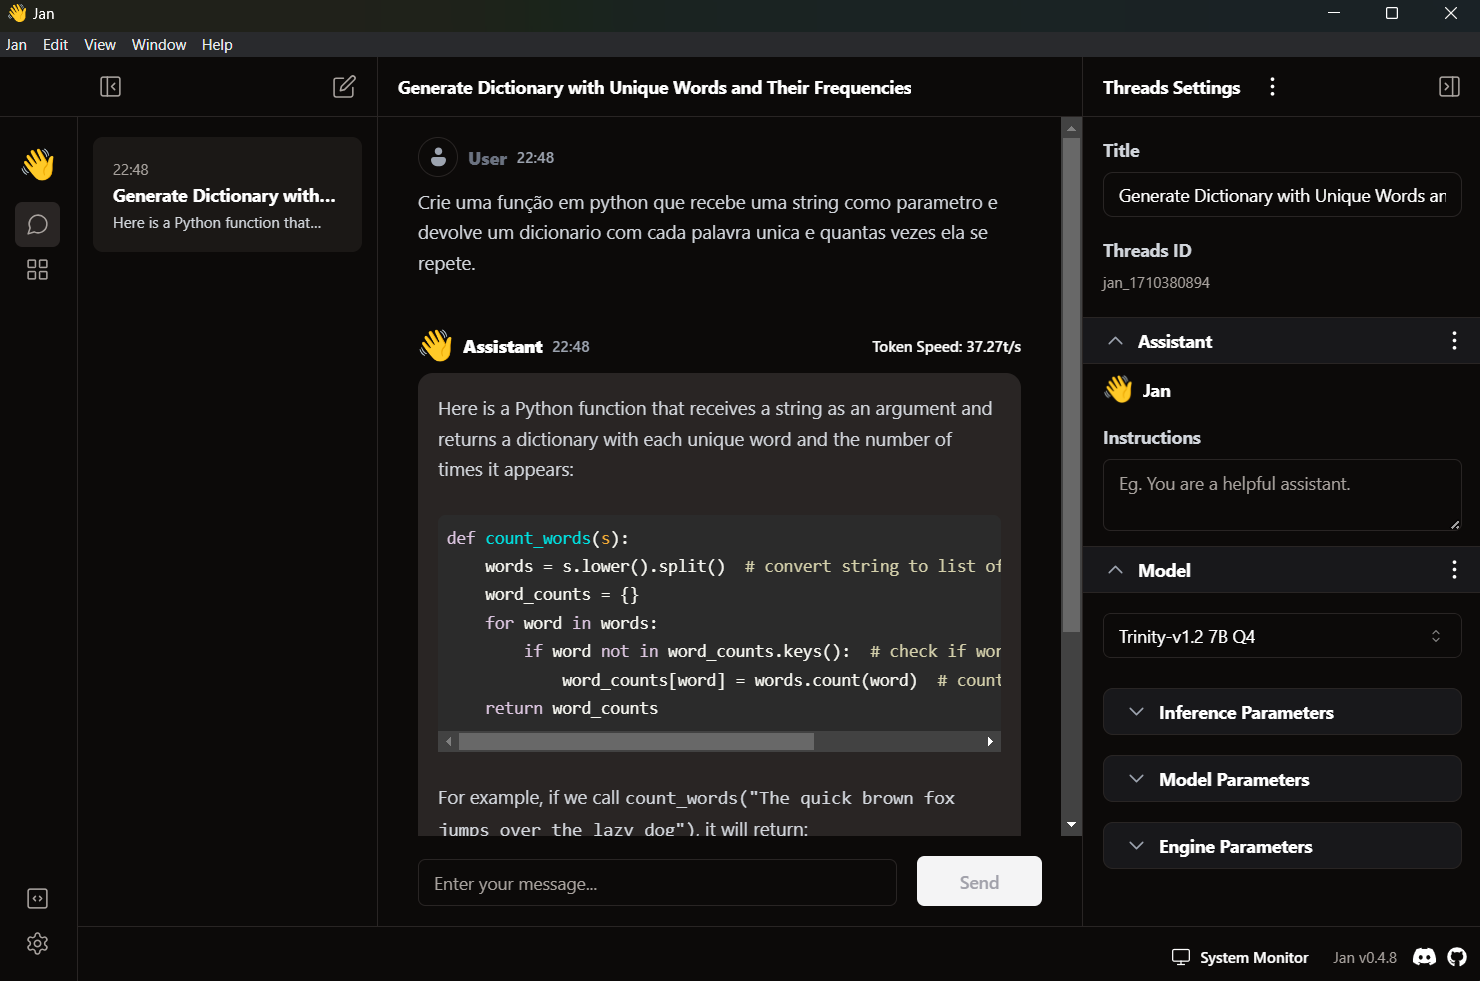 Jan
Jan Edit View Window Help
Generate Dictionary with Unique Words and Their Frequencies
Threads Settings
22:48
Generate Dictionary with...
Here is a Python function that...
User 22:48
Crie uma função em python que recebe uma string como parametro e
devolve um dicionario com cada palavra unica e quantas vezes ela se
repete.
Assistant 22:48
Token Speed: 37.27t/s
Here is a Python function that receives a string as an argument and
returns a dictionary with each unique word and the number of
times it appears:
def count_words(s):
    words = s.lower().split()  # convert string to list of
    word_counts = {}
    for word in words:
        if word not in word_counts.keys():  # check if wor
            word_counts[word] = words.count(word)  # count
    return word_counts
For example, if we call count_words("The quick brown fox
jumps over the lazy dog"), it will return:
Enter your message...
Send
Title
Generate Dictionary with Unique Words an
Threads ID
jan_1710380894
Assistant
Jan
Instructions
Eg. You are a helpful assistant.
Model
Trinity-v1.2 7B Q4
Inference Parameters
Model Parameters
Engine Parameters
System Monitor
Jan v0.4.8